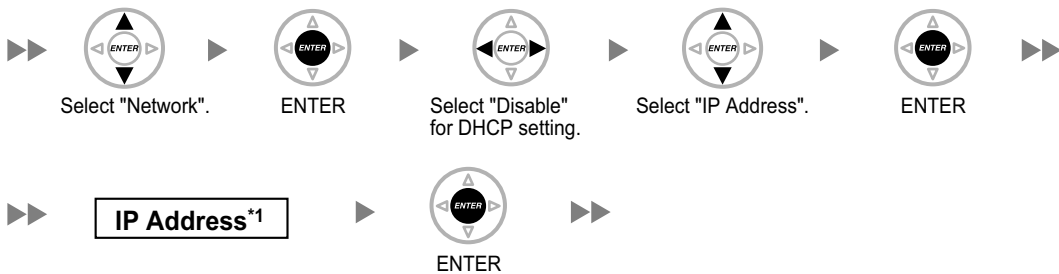 ENTER ENTER ENTER ENTER ENTER
Select "Network". ENTER Select "Disable" Select "IP Address". ENTER
for DHCP setting.
IP Address*1 ENTER
ENTER